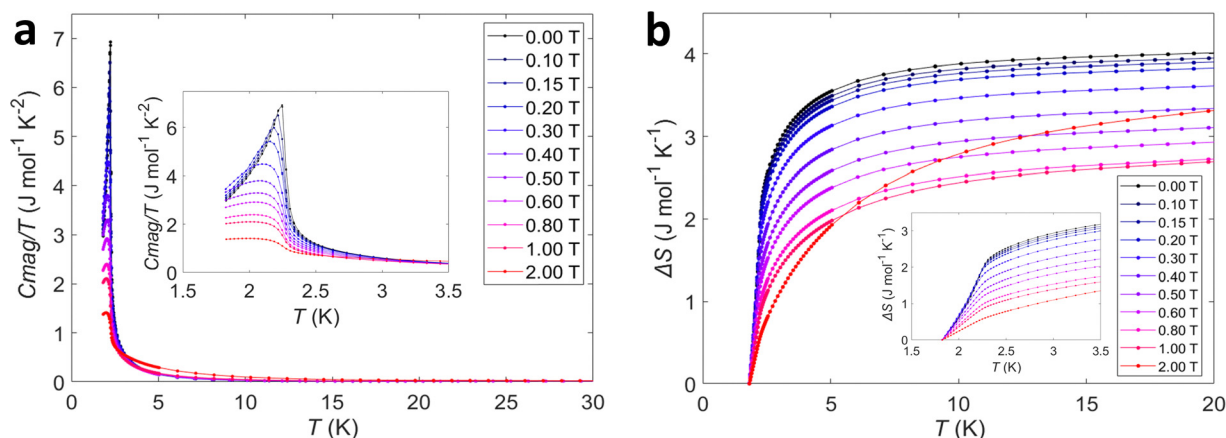 a
Cmag/T (J mol⁻¹ K⁻²)
7
6
5
4
3
2
1
0
0 5 10 15 20 25 30
T (K)
Cmag/T (J mol⁻¹ K⁻²)
6
4
2
0
1.5 2 2.5 3 3.5
T (K)
0.00 T
0.10 T
0.15 T
0.20 T
0.30 T
0.40 T
0.50 T
0.60 T
0.80 T
1.00 T
2.00 T
b
ΔS (J mol⁻¹ K⁻¹)
4
3
2
1
0
0 5 10 15 20
T (K)
ΔS (J mol⁻¹ K⁻¹)
3
2
1
0
1.5 2 2.5 3 3.5
T (K)
0.00 T
0.10 T
0.15 T
0.20 T
0.30 T
0.40 T
0.50 T
0.60 T
0.80 T
1.00 T
2.00 T